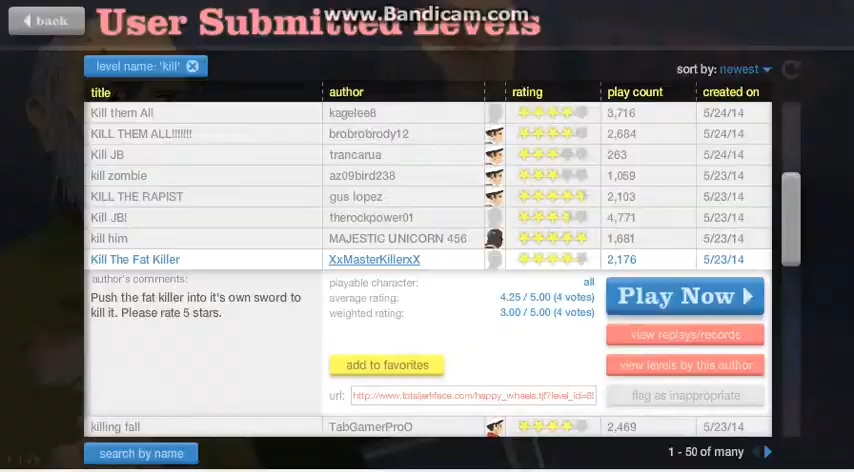 www.Bandicam.com
back
User Submitted Levels
level name: 'kill'
sort by: newest
title author rating play count created on
Kill them All kagelee8 3,716 5/24/14
KILL THEM ALL!!!!!!! brobrobrody12 2,684 5/24/14
Kill JB trancarua 263 5/24/14
kill zombie az09bird238 1,059 5/23/14
KILL THE RAPIST gus lopez 2,103 5/23/14
Kill JB! therockpower01 4,771 5/23/14
kill him MAJESTIC UNICORN 456 1,681 5/23/14
Kill The Fat Killer XxMasterKillerxX 2,176 5/23/14
author's comments:
Push the fat killer into it's own sword to
kill it. Please rate 5 stars.
playable character: all
average rating: 4.25 / 5.00 (4 votes)
weighted rating: 3.00 / 5.00 (4 votes)
add to favorites
url: http://www.totaljerkface.com/happy_wheels.tjf?level_id=
Play Now
view replays/records
view levels by this author
flag as inappropriate
killing fall TabGamerProO 2,469 5/23/14
search by name
1 - 50 of many